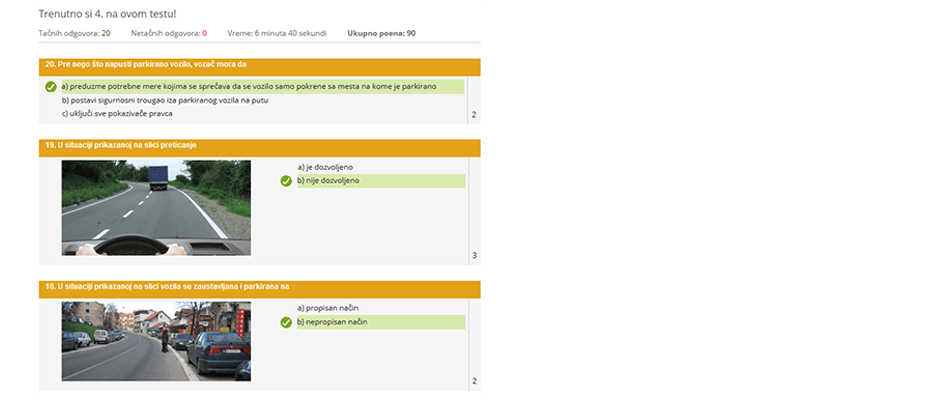 Trenutno si 4. na ovom testu!
Tačnih odgovora: 20 Netačnih odgovora: 0 Vreme: 6 minuta 40 sekundi Ukupno poena: 90
20. Pre nego što napusti parkirano vozilo, vozač mora da
a) preduzme potrebne mere kojima se sprečava da se vozilo samo pokrene sa mesta na kome je parkirano
b) postavi sigurnosni trougao iza parkiranog vozila na putu
c) uključi sve pokazivače pravca
2
19. U situaciji prikazanoj na slici preticanje
a) je dozvoljeno
b) nije dozvoljeno
3
18. U situaciji prikazanoj na slici vozila su zaustavljana i parkirana na
a) propisan način
b) nepropisan način
2